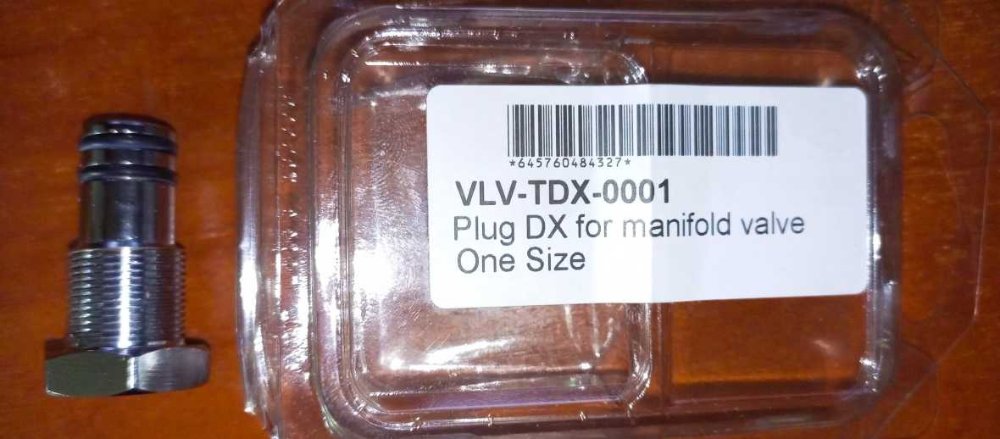 *645760484327*
VLV-TDX-0001
Plug DX for manifold valve
One Size